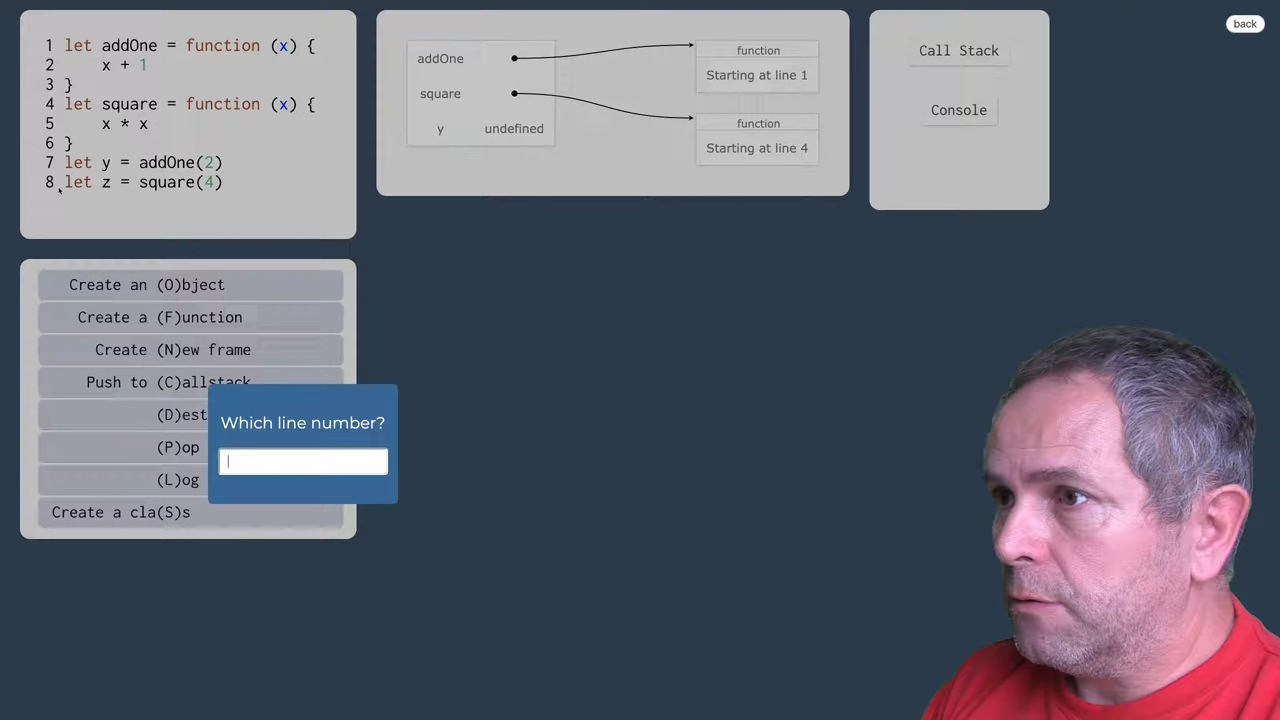 back
1 let addOne = function (x) {
2     x + 1
3 }
4 let square = function (x) {
5     x * x
6 }
7 let y = addOne(2)
8 let z = square(4)
addOne
square
y undefined
function
Starting at line 1
function
Starting at line 4
Call Stack
Console
Create an (O)bject
Create a (F)unction
Create (N)ew frame
Push to (C)allstack
(D)est
(P)op
(L)og
Create a cla(S)s
Which line number?